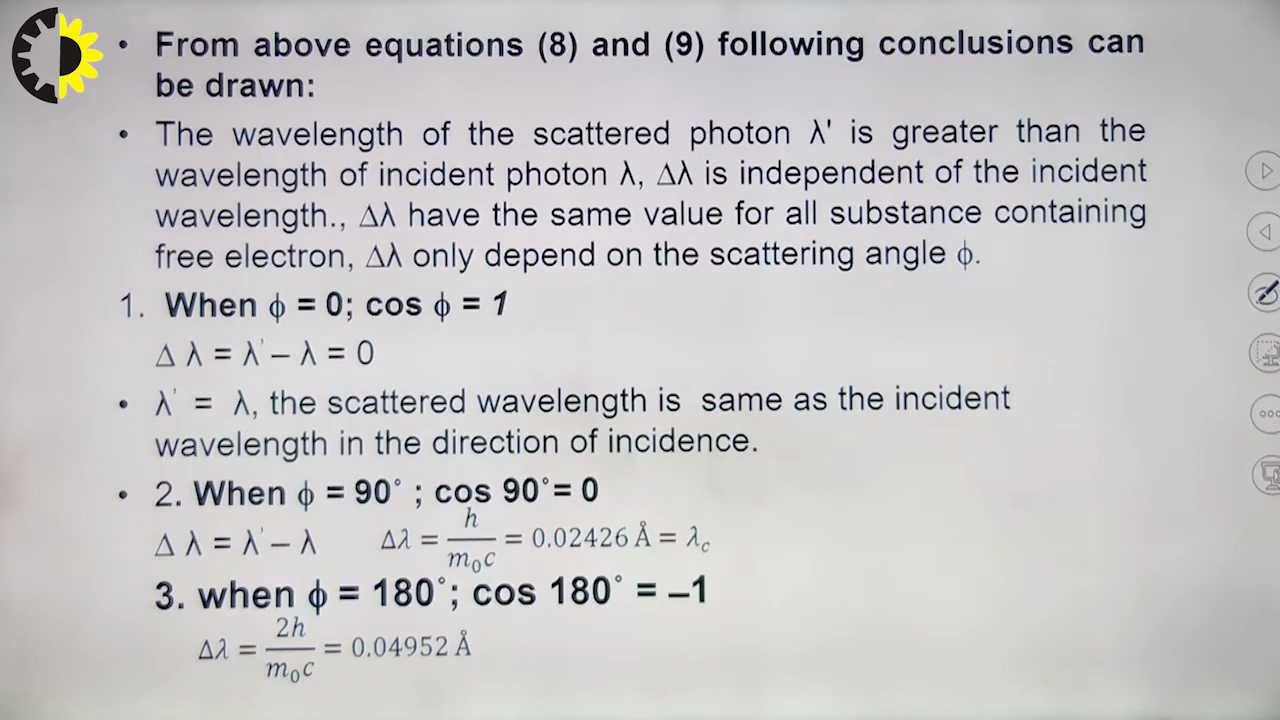 • From above equations (8) and (9) following conclusions can
be drawn:
• The wavelength of the scattered photon λ' is greater than the
wavelength of incident photon λ, Δλ is independent of the incident
wavelength., Δλ have the same value for all substance containing
free electron, Δλ only depend on the scattering angle ϕ.
1. When ϕ = 0; cos ϕ = 1
Δ λ = λ' – λ = 0
• λ' = λ, the scattered wavelength is same as the incident
wavelength in the direction of incidence.
• 2. When ϕ = 90° ; cos 90°= 0
Δ λ = λ' – λ Δλ = h/m₀c = 0.02426 Å = λc
3. when ϕ = 180°; cos 180° = –1
Δλ = 2h/m₀c = 0.04952 Å